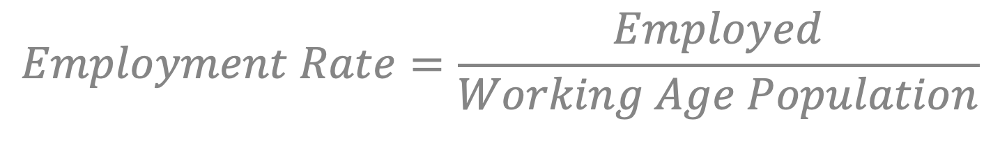 Employment Rate = Employed / Working Age Population